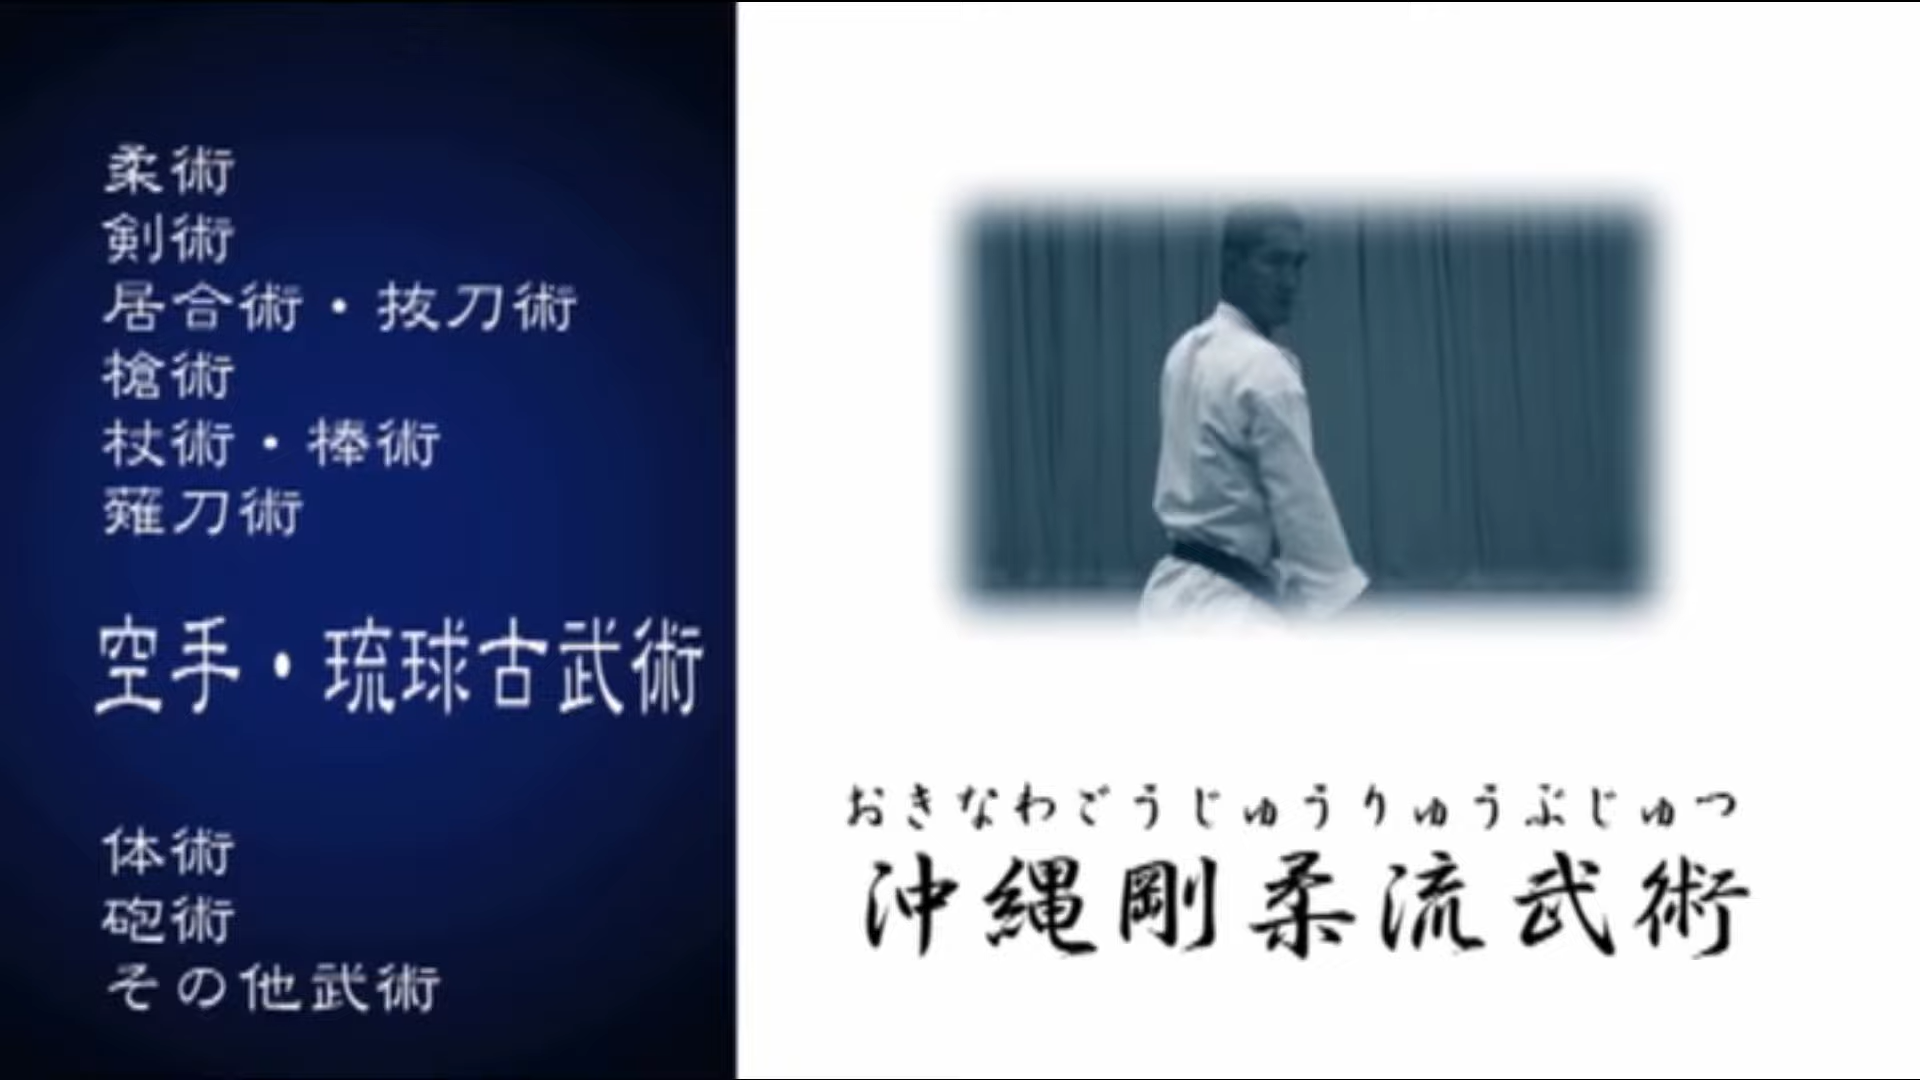 柔術
剣術
居合術・抜刀術
槍術
杖術・棒術
薙刀術
空手・琉球古武術
体術
砲術
その他武術
おきなわごうじゅうりゅうぶじゅつ
沖縄剛柔流武術